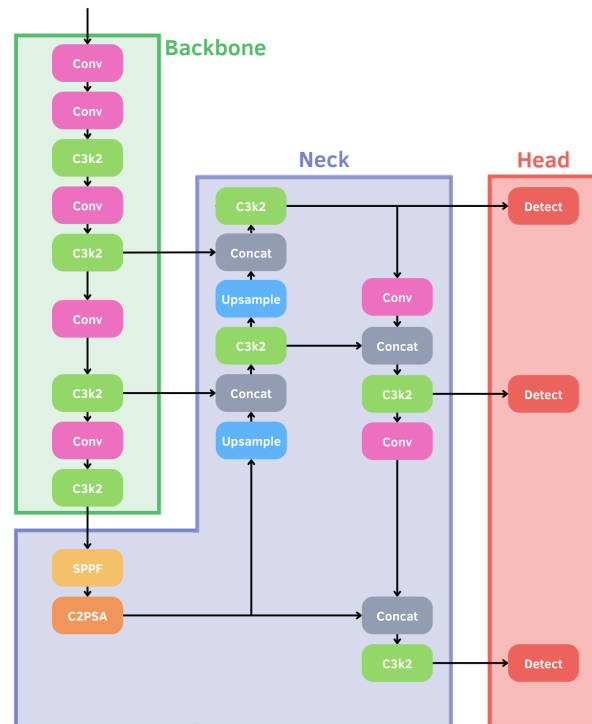 Backbone
Conv
Conv
C3k2
Conv
C3k2
Conv
C3k2
Conv
C3k2
SPPF
C2PSA
Neck
C3k2
Concat
Upsample
C3k2
Concat
Upsample
Conv
Concat
C3k2
Conv
Concat
C3k2
Head
Detect
Detect
Detect